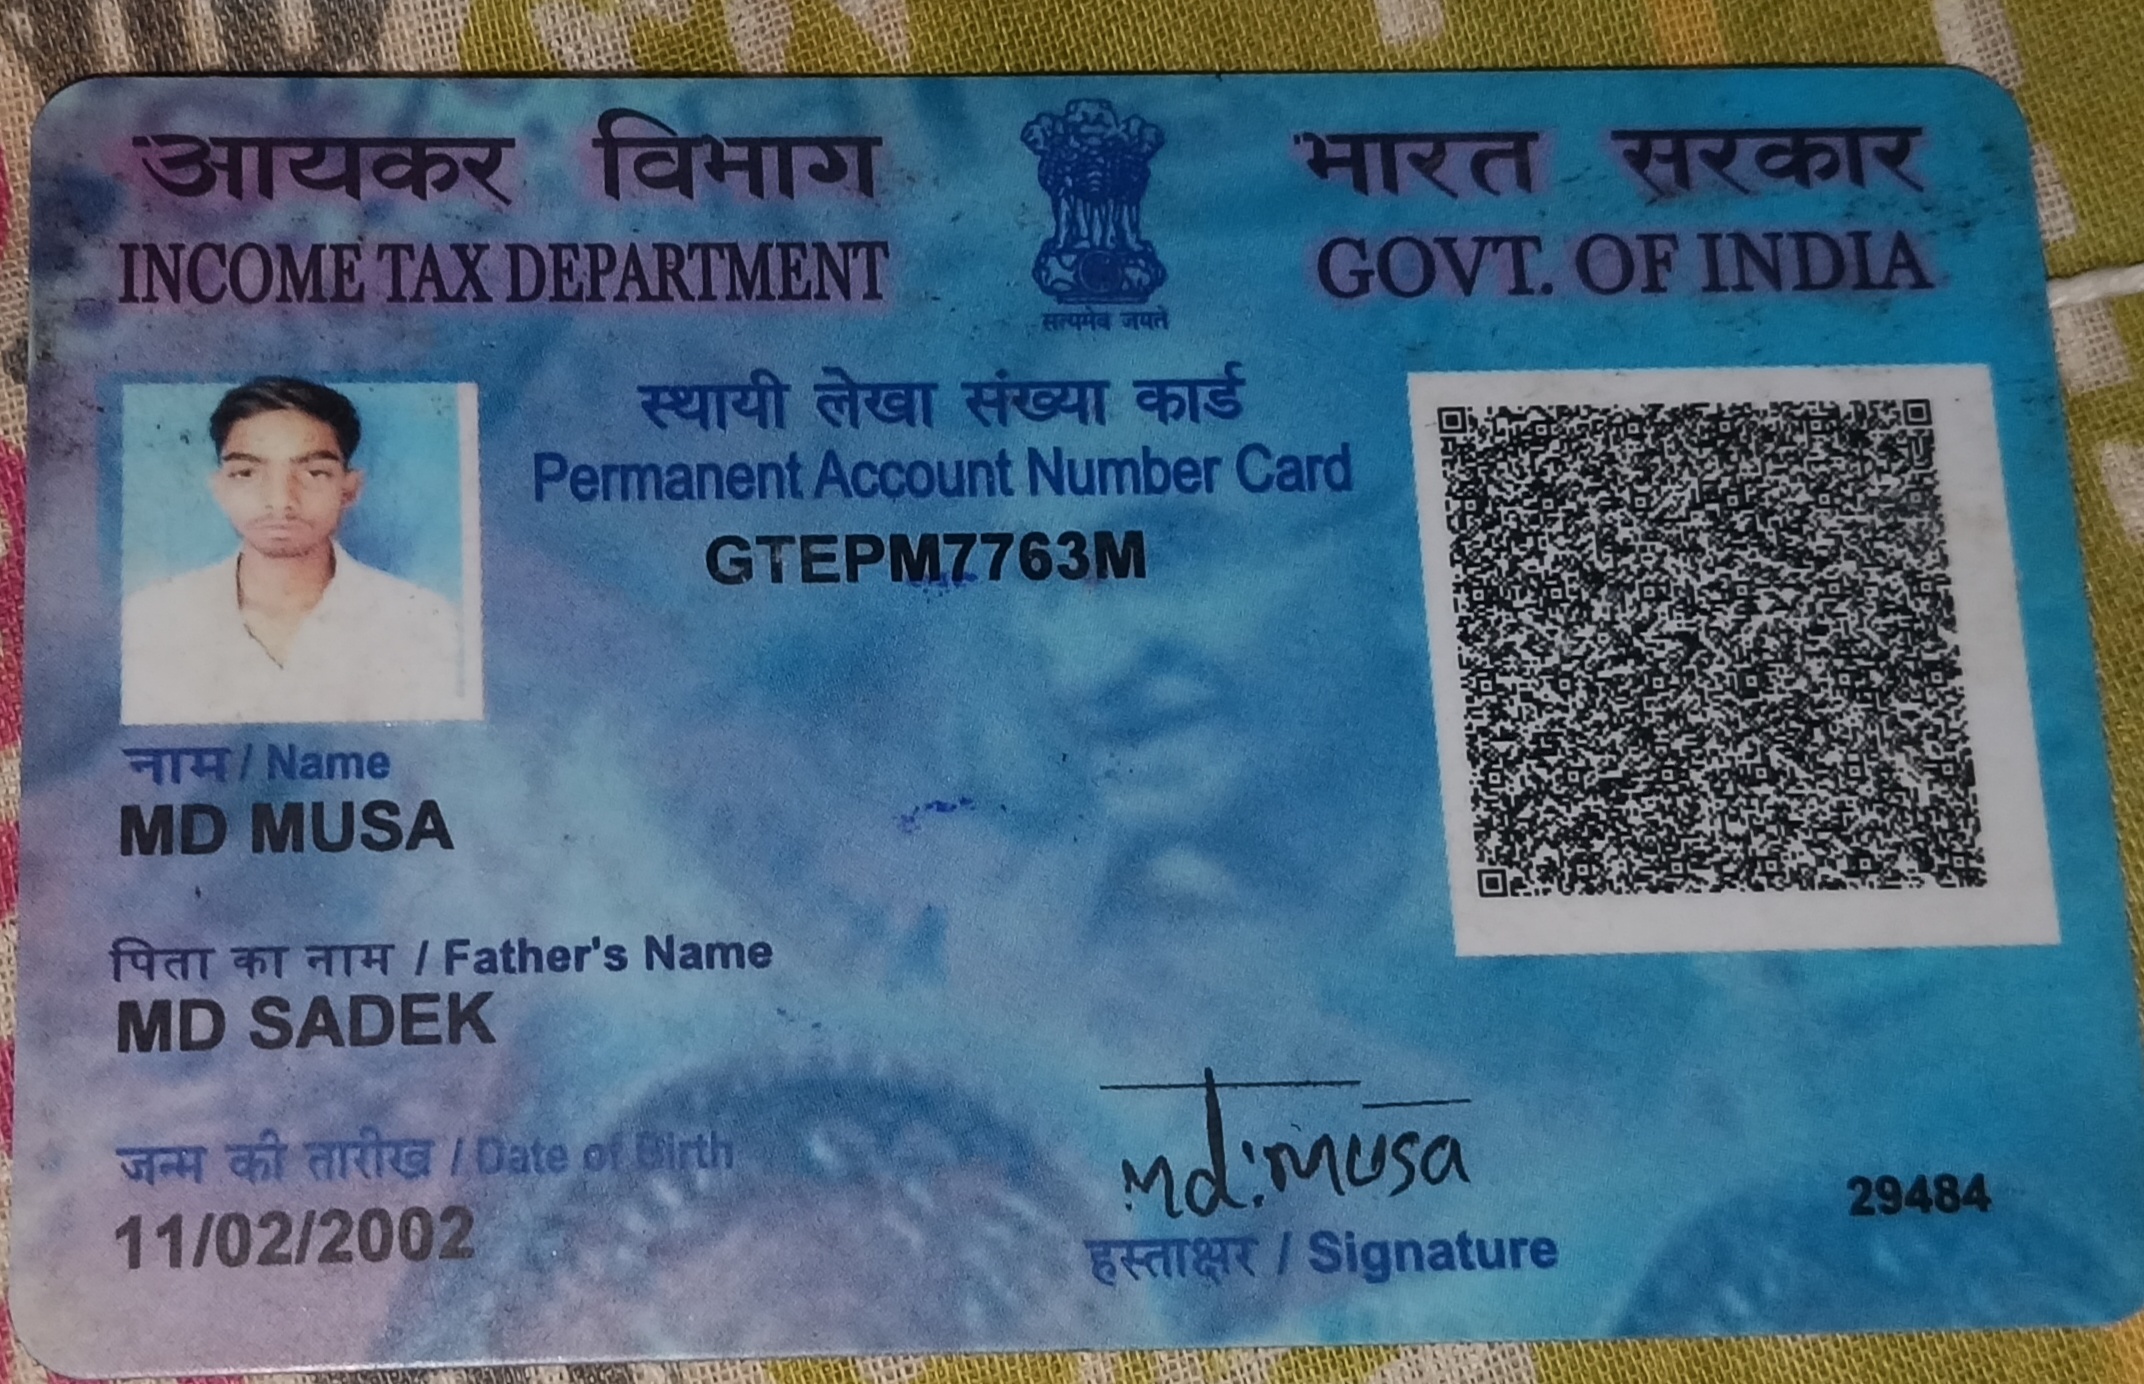 आयकर विभाग
INCOME TAX DEPARTMENT
सत्यमेव जयते
भारत सरकार
GOVT. OF INDIA
स्थायी लेखा संख्या कार्ड
Permanent Account Number Card
GTEPM7763M
नाम / Name
MD MUSA
पिता का नाम / Father's Name
MD SADEK
जन्म की तारीख / Date of Birth
11/02/2002
Md. Musa
हस्ताक्षर / Signature
29484